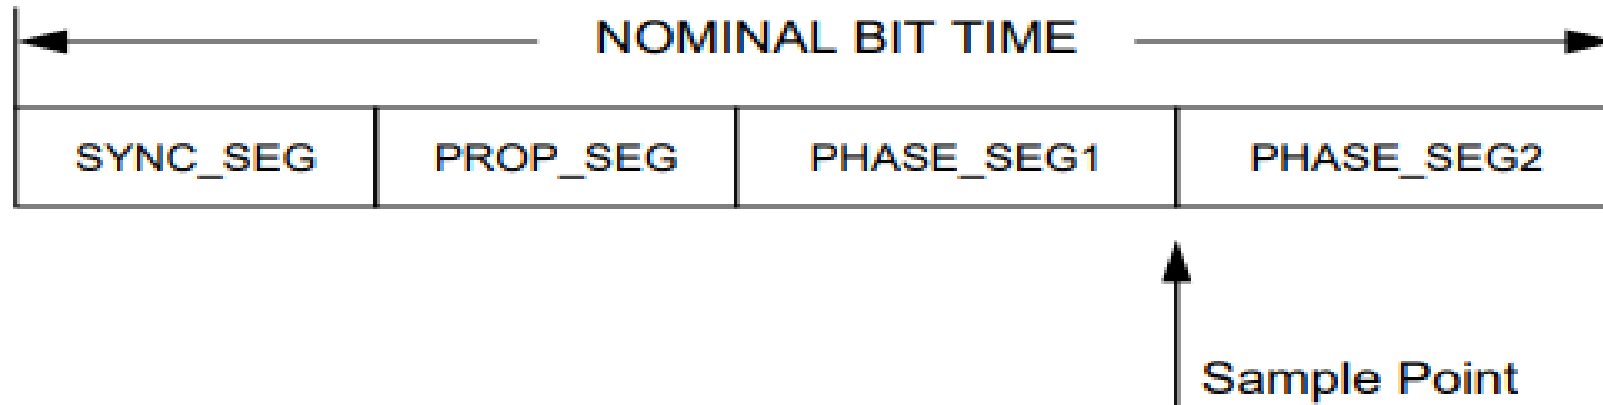 NOMINAL BIT TIME
SYNC_SEG PROP_SEG PHASE_SEG1 PHASE_SEG2
Sample Point